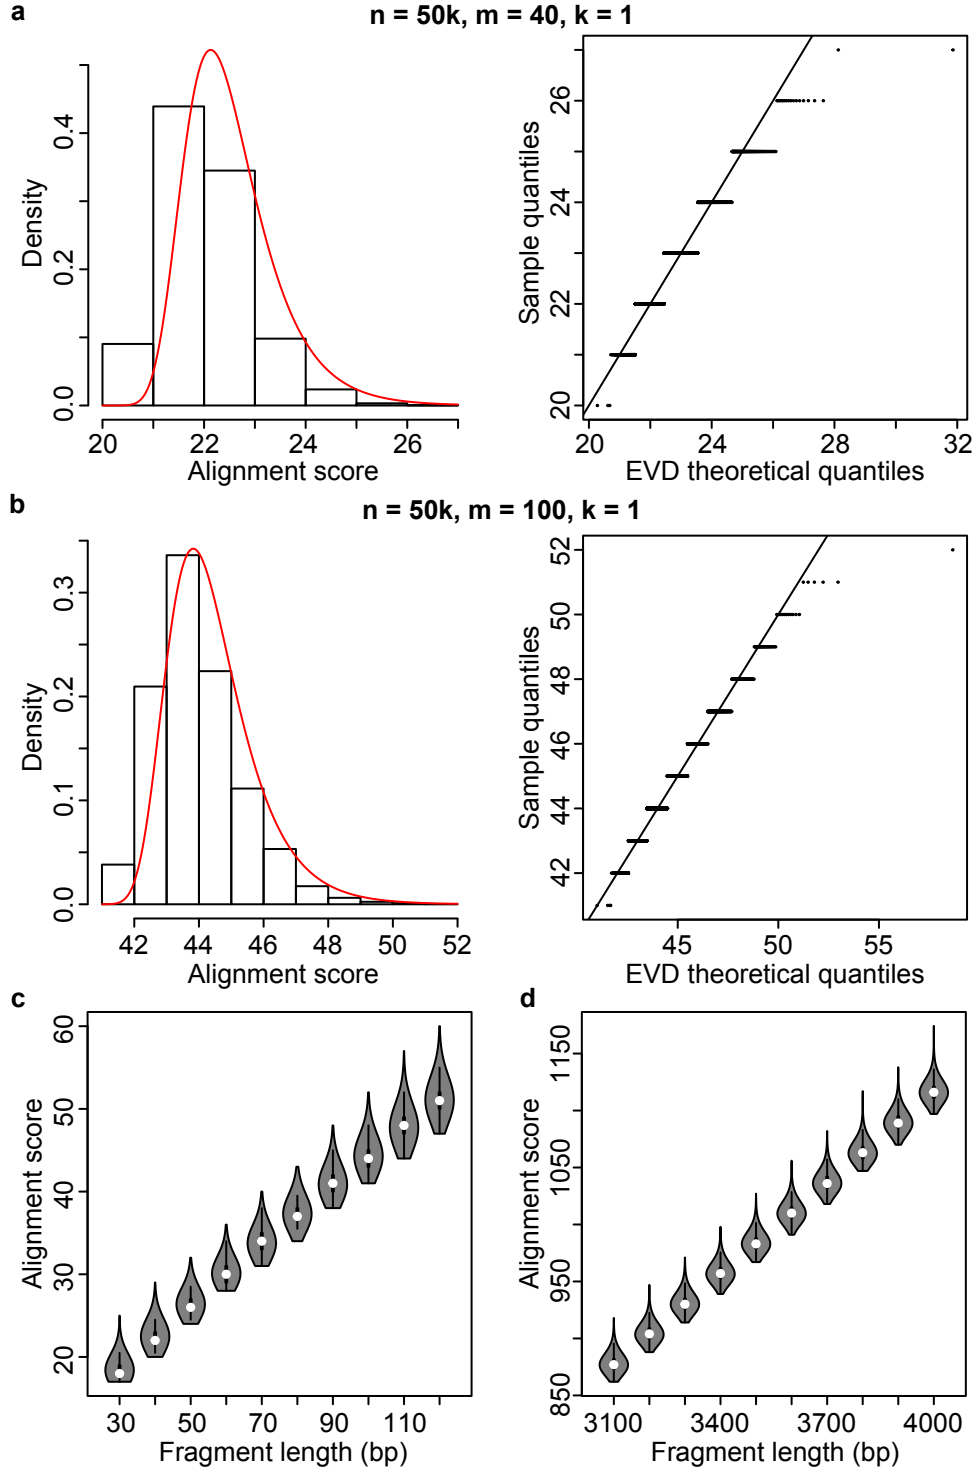 a
n = 50k, m = 40, k = 1
Density
0.0 0.2 0.4
20 22 24 26
Alignment score
Sample quantiles
20 22 24 26
20 24 28 32
EVD theoretical quantiles
b
n = 50k, m = 100, k = 1
Density
0.0 0.1 0.2 0.3
42 44 46 48 50 52
Alignment score
Sample quantiles
42 44 46 48 50 52
45 50 55
EVD theoretical quantiles
c
Alignment score
20 30 40 50 60
30 50 70 90 110
Fragment length (bp)
d
Alignment score
850 950 1050 1150
3100 3400 3700 4000
Fragment length (bp)